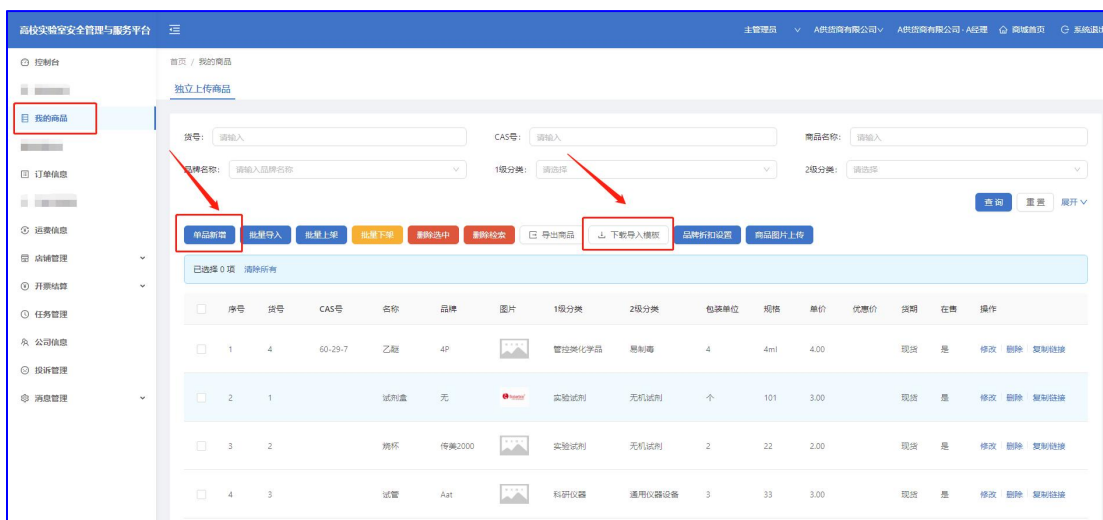 高校实验室安全管理与服务平台 主管理员 A供货商有限公司 A供货商有限公司 - A经理 商城首页 系统退出
控制台 首页 / 我的商品
独立上传商品
我的商品
货号： 请输入 CAS号： 请输入 商品名称： 请输入
品牌名称： 请输入品牌名称 1级分类： 请选择 2级分类： 请选择
订单信息
查 询 重 置 展开
运费信息 单品新增 批量导入 批量上架 批量下架 删除选中 删除检索 导出商品 下载导入模板 品牌折扣设置 商品图片上传
店铺管理 已选择 0 项 清除所有
开票结算
任务管理 序号 货号 CAS号 名称 品牌 图片 1级分类 2级分类 包装单位 规格 单价 优惠价 货期 在售 操作
公司信息 1 4 60-29-7 乙醚 4P 管控类化学品 易制毒 4 4ml 4.00 现货 是 修改 删除 复制链接
投诉管理
消息管理 2 1 试剂盒 无 实验试剂 无机试剂 个 101 3.00 现货 是 修改 删除 复制链接
3 2 烧杯 传美2000 实验试剂 无机试剂 2 22 2.00 现货 是 修改 删除 复制链接
4 3 试管 Aat 科研仪器 通用仪器设备 3 33 3.00 现货 是 修改 删除 复制链接